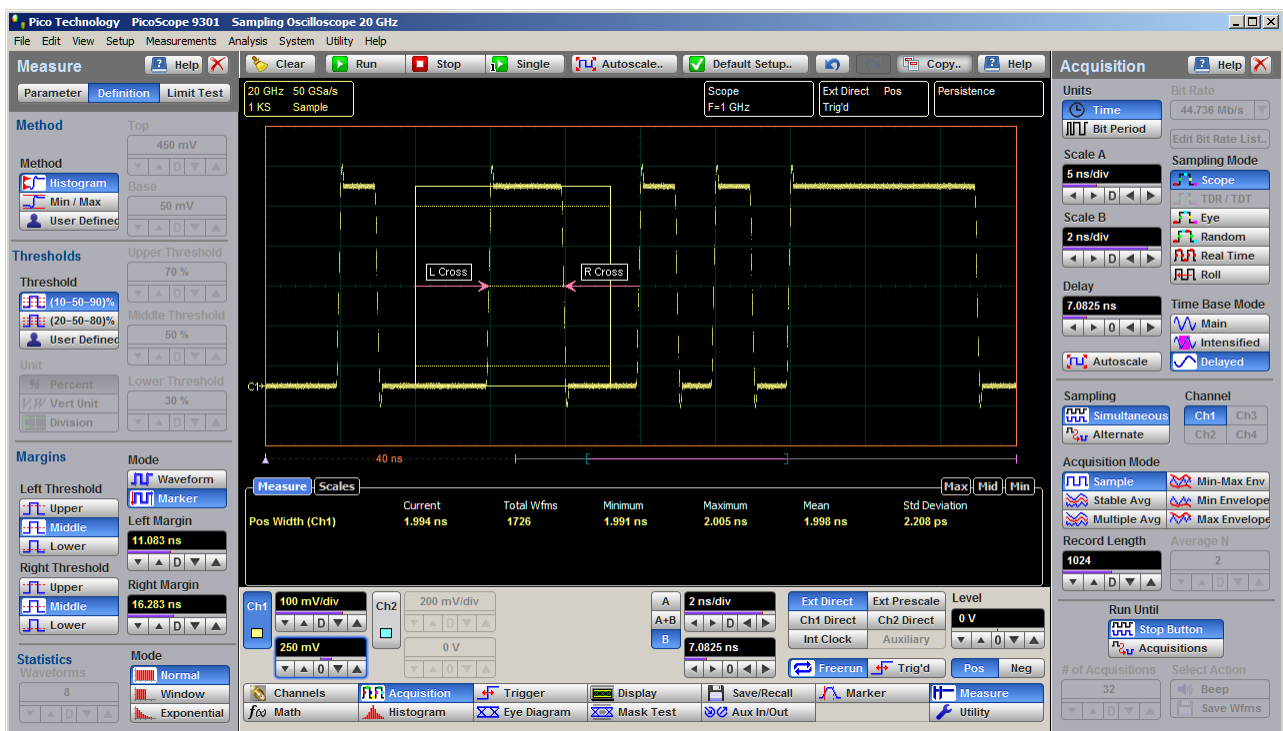 Pico Technology PicoScope 9301 Sampling Oscilloscope 20 GHz
File Edit View Setup Measurements Analysis System Utility Help
Measure
? Help
Parameter Definition Limit Test
Method
Method
Histogram
Min / Max
User Defined
Top
450 mV
D
Base
50 mV
D
Thresholds
Threshold
(10-50-90)%
(20-50-80)%
User Defined
Upper Threshold
70 %
D
Middle Threshold
50 %
D
Unit
% Percent
V,W Vert Unit
Division
Lower Threshold
30 %
D
Margins
Left Threshold
Upper
Middle
Lower
Right Threshold
Upper
Middle
Lower
Mode
Waveform
Marker
Left Margin
11.083 ns
D
Right Margin
16.283 ns
D
Statistics
Waveforms
8
D
Mode
Normal
Window
Exponential
Clear Run Stop 1 Single Autoscale.. Default Setup.. Copy.. ? Help
20 GHz 50 GSa/s
1 KS Sample
Scope
F=1 GHz
Ext Direct Pos
Trig'd
Persistence
L Cross R Cross
C1
40 ns
Measure Scales Max Mid Min
Current Total Wfms Minimum Maximum Mean Std Deviation
Pos Width (Ch1) 1.994 ns 1726 1.991 ns 2.005 ns 1.998 ns 2.208 ps
Ch1
100 mV/div
D
250 mV
0
Ch2
200 mV/div
D
0 V
0
A
A+B
B
2 ns/div
D
7.0825 ns
0
Ext Direct Ext Prescale
Ch1 Direct Ch2 Direct
Int Clock Auxiliary
Freerun Trig'd
Level
0 V
0
Pos Neg
Channels Acquisition Trigger Display Save/Recall Marker Measure
f(x) Math Histogram Eye Diagram Mask Test Aux In/Out Utility
Acquisition
? Help
Units
Time
Bit Period
Scale A
5 ns/div
D
Scale B
2 ns/div
D
Delay
7.0825 ns
0
Autoscale
Bit Rate
44.736 Mb/s
Edit Bit Rate List..
Sampling Mode
Scope
TDR / TDT
Eye
Random
Real Time
Roll
Time Base Mode
Main
Intensified
Delayed
Sampling
Simultaneous
Alternate
Channel
Ch1 Ch3
Ch2 Ch4
Acquisition Mode
Sample Min-Max Env
Stable Avg Min Envelope
Multiple Avg Max Envelope
Record Length
1024
D
Average N
2
D
Run Until
Stop Button
Acquisitions
# of Acquisitions
32
D
Select Action
Beep
Save Wfms